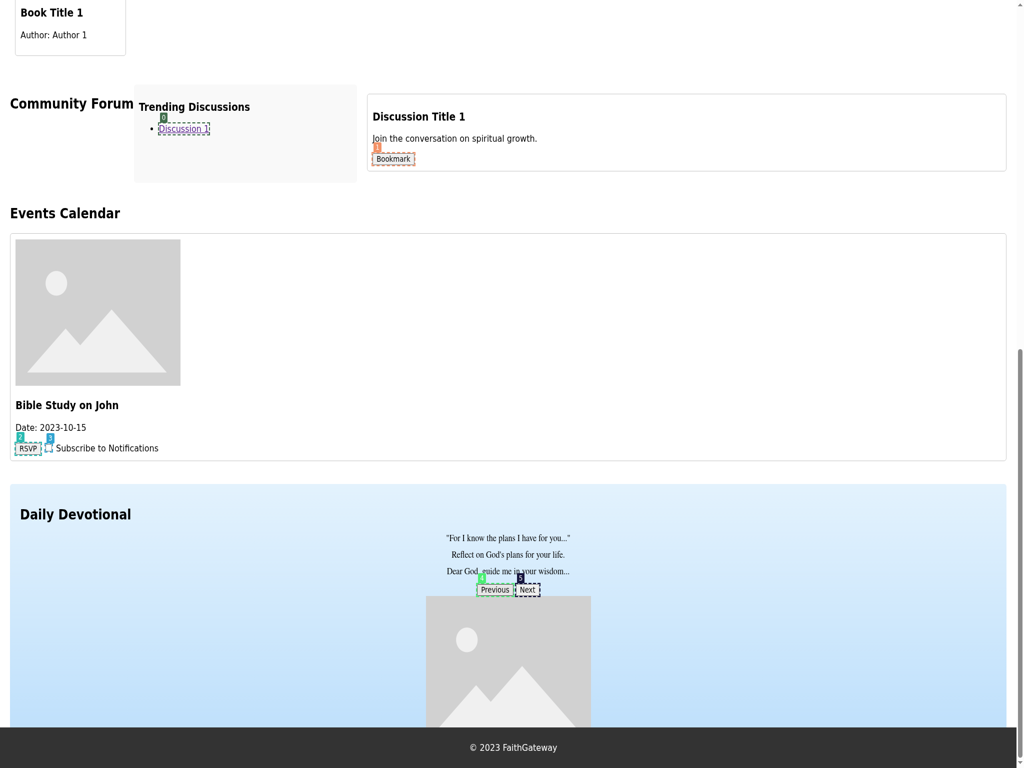 Book Title 1
Author: Author 1
Community Forum
Trending Discussions
0
Discussion 1
Discussion Title 1
Join the conversation on spiritual growth.
1
Bookmark
Events Calendar
Bible Study on John
Date: 2023-10-15
2
3
RSVP
Subscribe to Notifications
Daily Devotional
"For I know the plans I have for you..."
Reflect on God's plans for your life.
Dear God, guide me in your wisdom...
4
5
Previous
Next
© 2023 FaithGateway